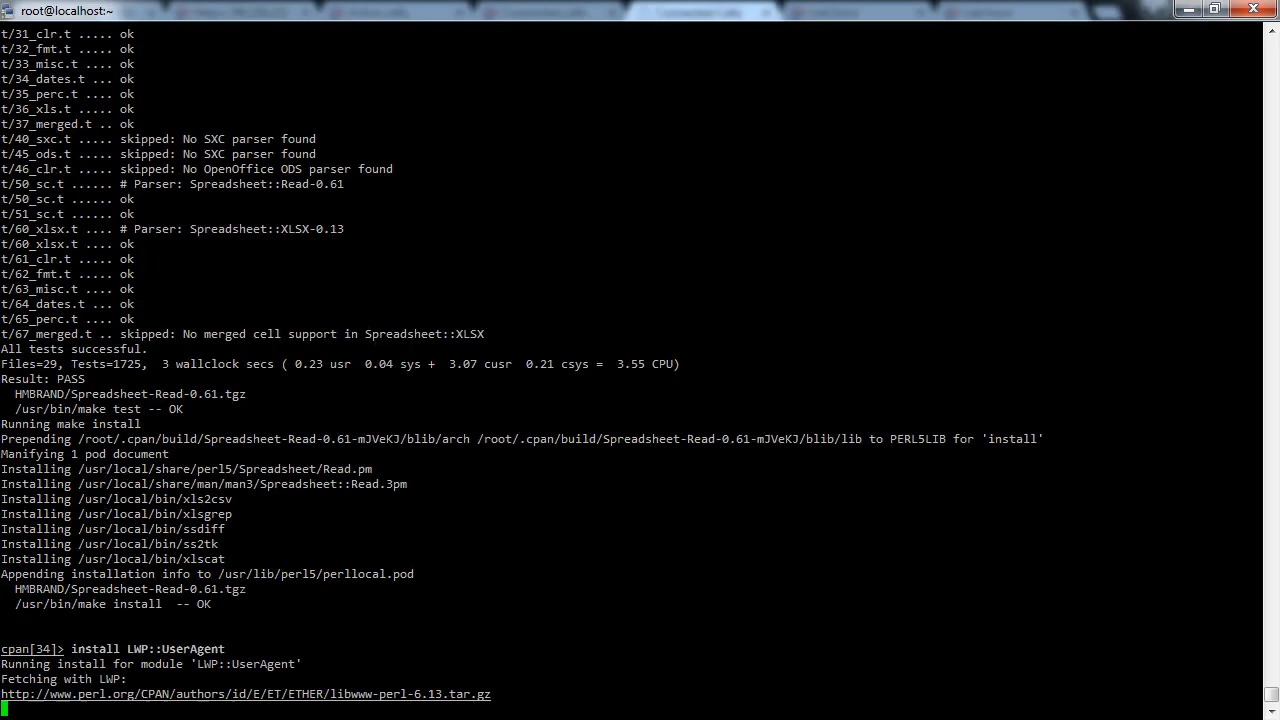 root@localhost:~
t/31_clr.t ..... ok
t/32_fmt.t ..... ok
t/33_misc.t .... ok
t/34_dates.t ... ok
t/35_perc.t .... ok
t/36_xls.t ..... ok
t/37_merged.t .. ok
t/40_sxc.t ..... skipped: No SXC parser found
t/45_ods.t ..... skipped: No SXC parser found
t/46_clr.t ..... skipped: No OpenOffice ODS parser found
t/50_sc.t ...... # Parser: Spreadsheet::Read-0.61
t/50_sc.t ...... ok
t/51_sc.t ...... ok
t/60_xlsx.t .... # Parser: Spreadsheet::XLSX-0.13
t/60_xlsx.t .... ok
t/61_clr.t ..... ok
t/62_fmt.t ..... ok
t/63_misc.t .... ok
t/64_dates.t ... ok
t/65_perc.t .... ok
t/67_merged.t .. skipped: No merged cell support in Spreadsheet::XLSX
All tests successful.
Files=29, Tests=1725,  3 wallclock secs ( 0.23 usr  0.04 sys +  3.07 cusr  0.21 csys =  3.55 CPU)
Result: PASS
  HMBRAND/Spreadsheet-Read-0.61.tgz
  /usr/bin/make test -- OK
Running make install
Prepending /root/.cpan/build/Spreadsheet-Read-0.61-mJVeKJ/blib/arch /root/.cpan/build/Spreadsheet-Read-0.61-mJVeKJ/blib/lib to PERL5LIB for 'install'
Manifying 1 pod document
Installing /usr/local/share/perl5/Spreadsheet/Read.pm
Installing /usr/local/share/man/man3/Spreadsheet::Read.3pm
Installing /usr/local/bin/xls2csv
Installing /usr/local/bin/xlsgrep
Installing /usr/local/bin/ssdiff
Installing /usr/local/bin/ss2tk
Installing /usr/local/bin/xlscat
Appending installation info to /usr/lib/perl5/perllocal.pod
  HMBRAND/Spreadsheet-Read-0.61.tgz
  /usr/bin/make install  -- OK
cpan[34]> install LWP::UserAgent
Running install for module 'LWP::UserAgent'
Fetching with LWP:
http://www.perl.org/CPAN/authors/id/E/ET/ETHER/libwww-perl-6.13.tar.gz